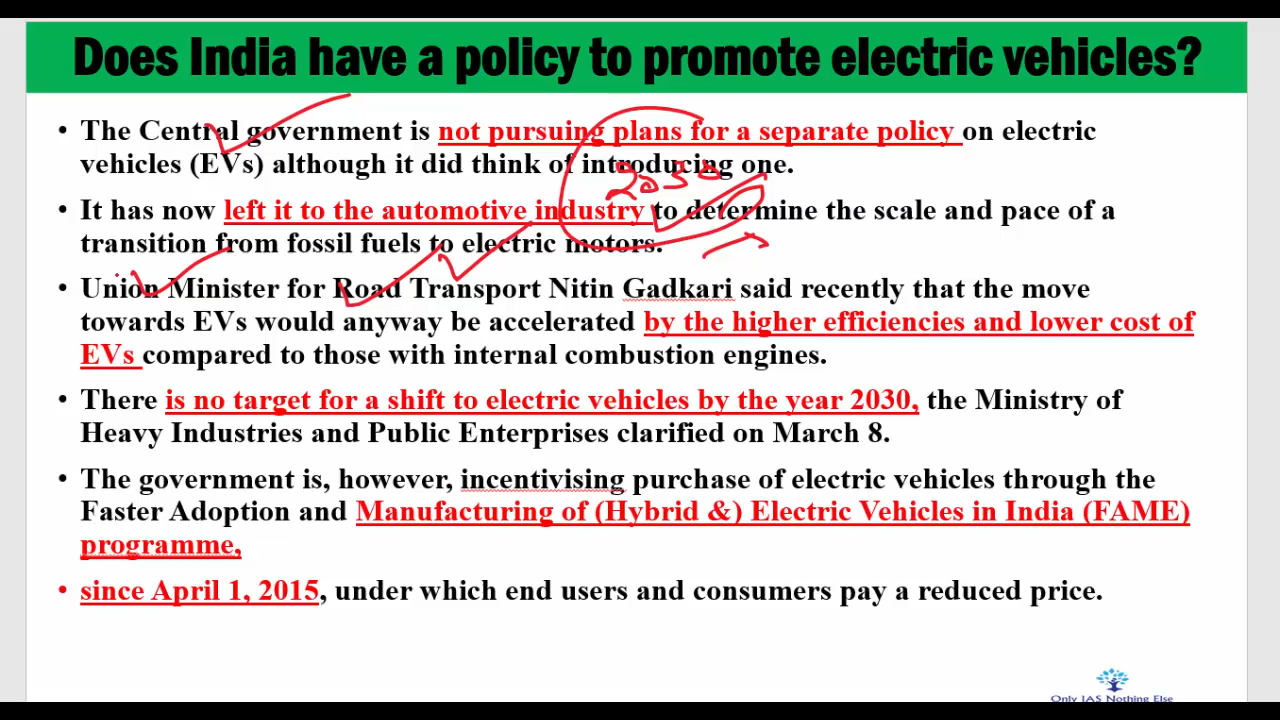 Does India have a policy to promote electric vehicles?
• The Central government is not pursuing plans for a separate policy on electric
vehicles (EVs) although it did think of introducing one.
2030
• It has now left it to the automotive industry to determine the scale and pace of a
transition from fossil fuels to electric motors.
• Union Minister for Road Transport Nitin Gadkari said recently that the move
towards EVs would anyway be accelerated by the higher efficiencies and lower cost of
EVs compared to those with internal combustion engines.
• There is no target for a shift to electric vehicles by the year 2030, the Ministry of
Heavy Industries and Public Enterprises clarified on March 8.
• The government is, however, incentivising purchase of electric vehicles through the
Faster Adoption and Manufacturing of (Hybrid &) Electric Vehicles in India (FAME)
programme,
• since April 1, 2015, under which end users and consumers pay a reduced price.
Only IAS Nothing Else